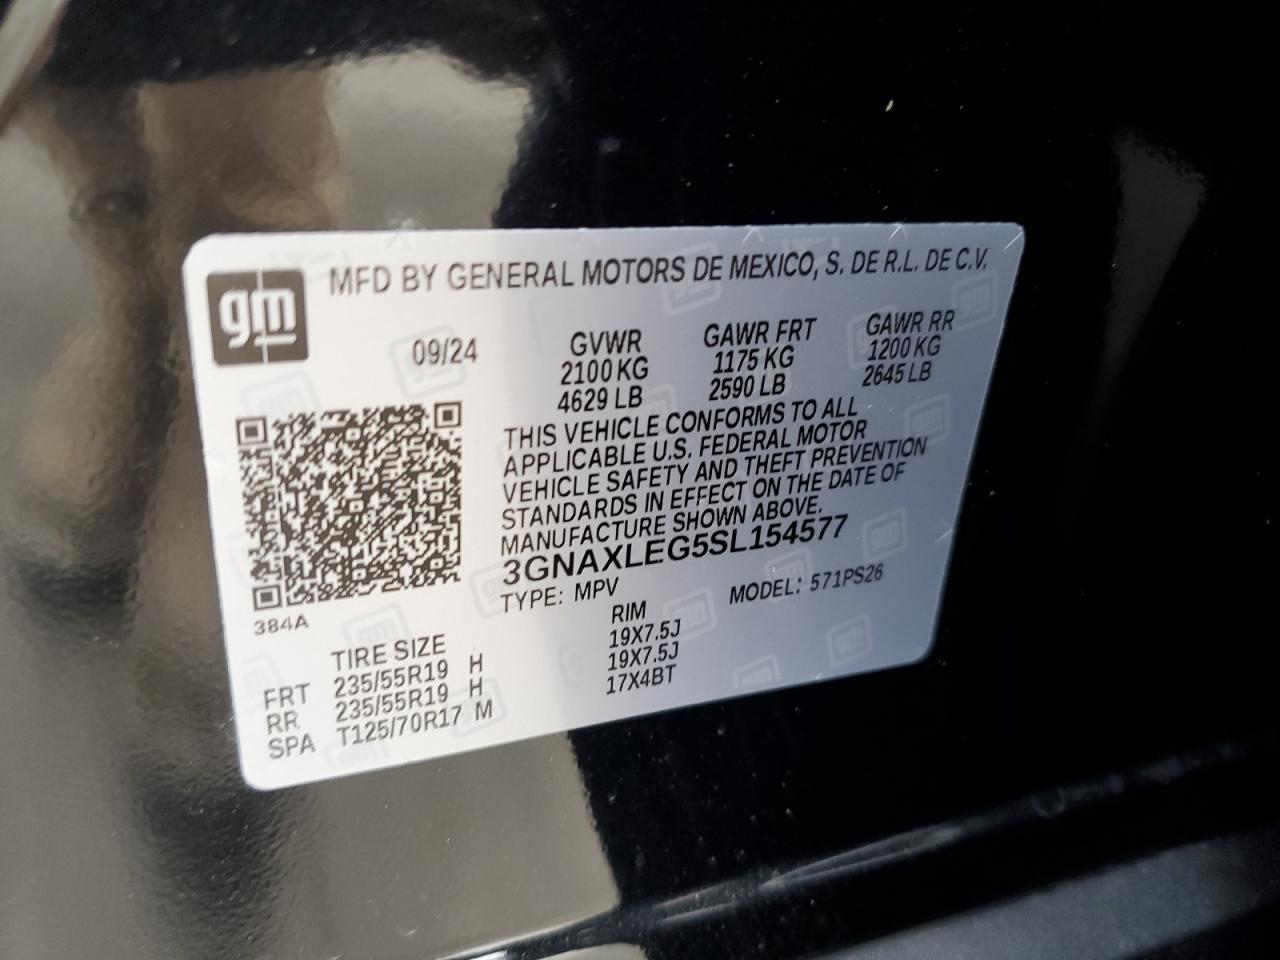 gm
MFD BY GENERAL MOTORS DE MEXICO, S. DE R.L. DE C.V.
09/24
GVWR
2100 KG
4629 LB
GAWR FRT
1175 KG
2590 LB
GAWR RR
1200 KG
2645 LB
THIS VEHICLE CONFORMS TO ALL
APPLICABLE U.S. FEDERAL MOTOR
VEHICLE SAFETY AND THEFT PREVENTION
STANDARDS IN EFFECT ON THE DATE OF
MANUFACTURE SHOWN ABOVE.
3GNAXLEG5SL154577
TYPE: MPV MODEL: 571PS26
384A
TIRE SIZE RIM
FRT 235/55R19 H 19X7.5J
RR 235/55R19 H 19X7.5J
SPA T125/70R17 M 17X4BT